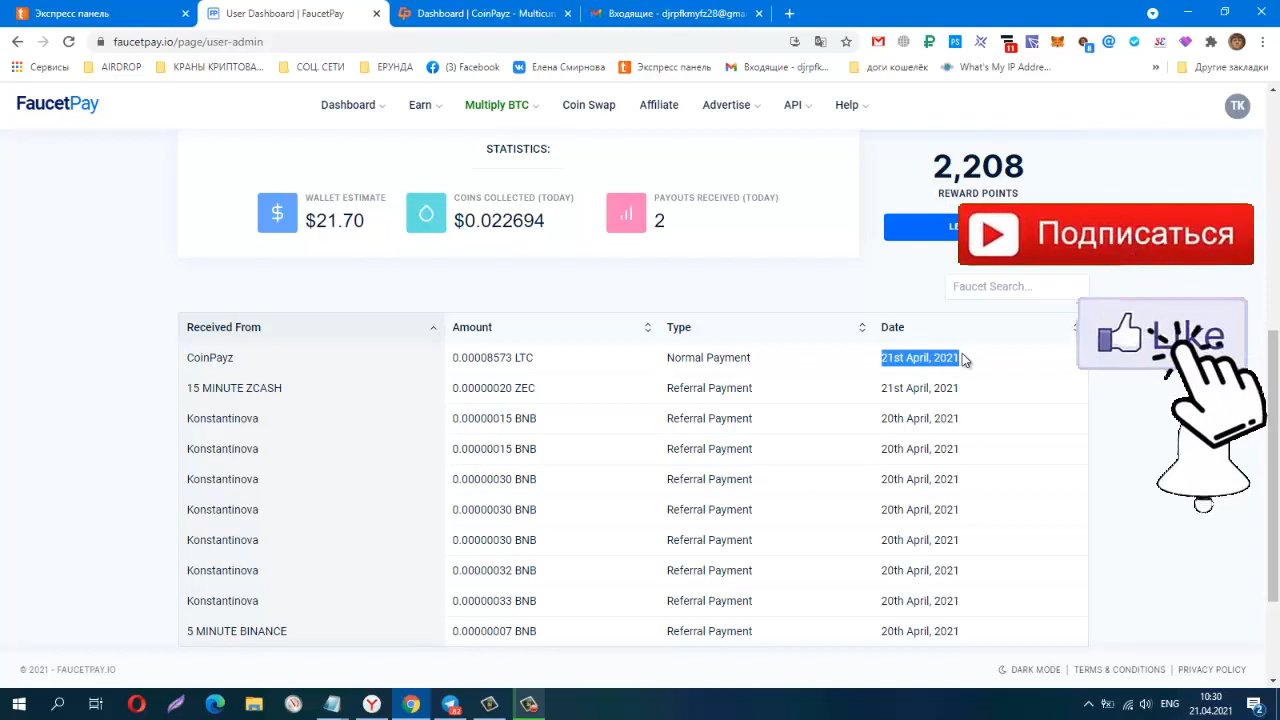 Экспресс панель
User Dashboard | FaucetPay
Dashboard | CoinPayz - Multicurr
Входящие - djrpfkmyfz28@gma
faucetpay.io/page/user-admin
11
8
Сервисы
AIRDROP
КРАНЫ КРИПТОВА...
СОЦ СЕТИ
ЕРУНДА
(3) Facebook
Елена Смирнова
Экспресс панель
Входящие - djrpfk...
доги кошелёк
What's My IP Addre...
»
Другие закладки
FaucetPay
Dashboard
Earn
Multiply BTC
Coin Swap
Affiliate
Advertise
API
Help
TK
STATISTICS:
WALLET ESTIMATE
$21.70
COINS COLLECTED (TODAY)
$0.022694
PAYOUTS RECEIVED (TODAY)
2
2,208
REWARD POINTS
Подписаться
Faucet Search...
Like
Received From Amount Type Date
CoinPayz 0.00008573 LTC Normal Payment 21st April, 2021
15 MINUTE ZCASH 0.00000020 ZEC Referral Payment 21st April, 2021
Konstantinova 0.00000015 BNB Referral Payment 20th April, 2021
Konstantinova 0.00000015 BNB Referral Payment 20th April, 2021
Konstantinova 0.00000030 BNB Referral Payment 20th April, 2021
Konstantinova 0.00000030 BNB Referral Payment 20th April, 2021
Konstantinova 0.00000030 BNB Referral Payment 20th April, 2021
Konstantinova 0.00000032 BNB Referral Payment 20th April, 2021
Konstantinova 0.00000033 BNB Referral Payment 20th April, 2021
5 MINUTE BINANCE 0.00000007 BNB Referral Payment 20th April, 2021
© 2021 - FAUCETPAY.IO
DARK MODE | TERMS & CONDITIONS | PRIVACY POLICY
ENG
10:30
21.04.2021
2